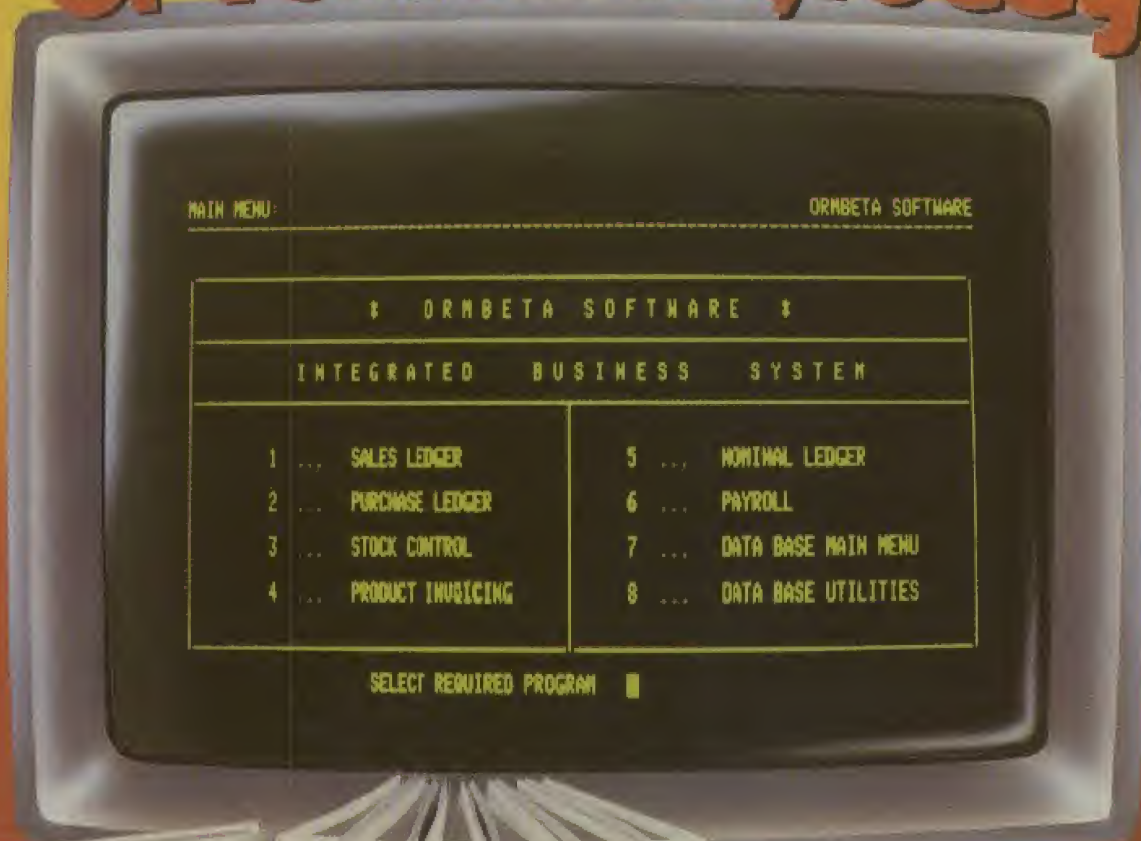 MAIN MENU:
ORMBETA SOFTWARE
* ORMBETA SOFTWARE *
INTEGRATED BUSINESS SYSTEM
1 ... SALES LEDGER
2 ... PURCHASE LEDGER
3 ... STOCK CONTROL
4 ... PRODUCT INVOICING
5 ... NOMINAL LEDGER
6 ... PAYROLL
7 ... DATA BASE MAIN MENU
8 ... DATA BASE UTILITIES
SELECT REQUIRED PROGRAM